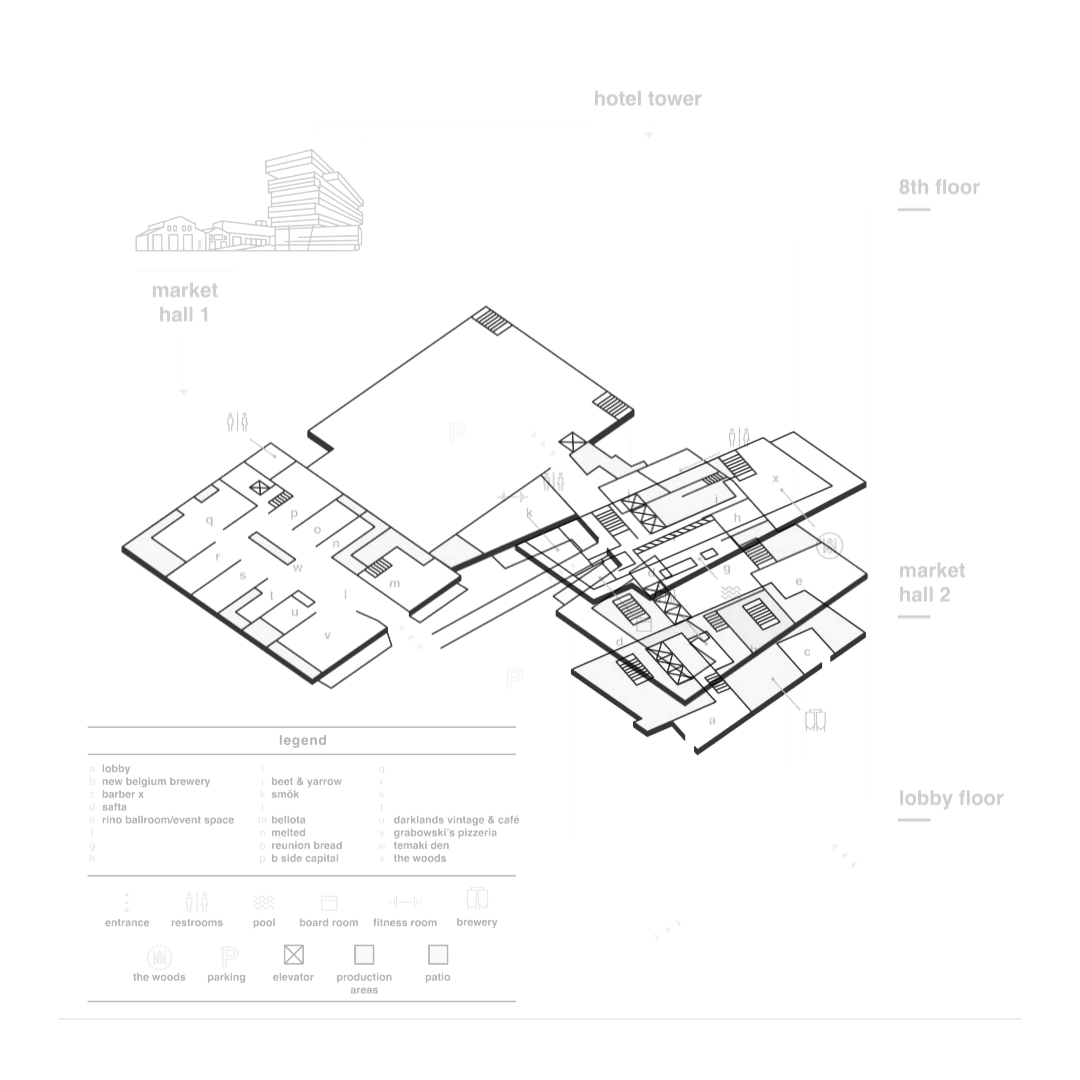 hotel tower
8th floor
market
hall 1
P
k
x
i
h
q
p
o
n
r
s
w
m
t
u
l
v
g
e
d
c
a
market
hall 2
P
lobby floor
legend
a lobby
b new belgium brewery
c barber x
d safta
e rino ballroom/event space
f
g
h
i
j beet & yarrow
k smök
l
m bellota
n melted
o reunion bread
p b side capital
q
r
s
t
u darklands vintage & café
v grabowski's pizzeria
w temaki den
x the woods
entrance restrooms pool board room fitness room brewery
P
the woods parking elevator production areas patio